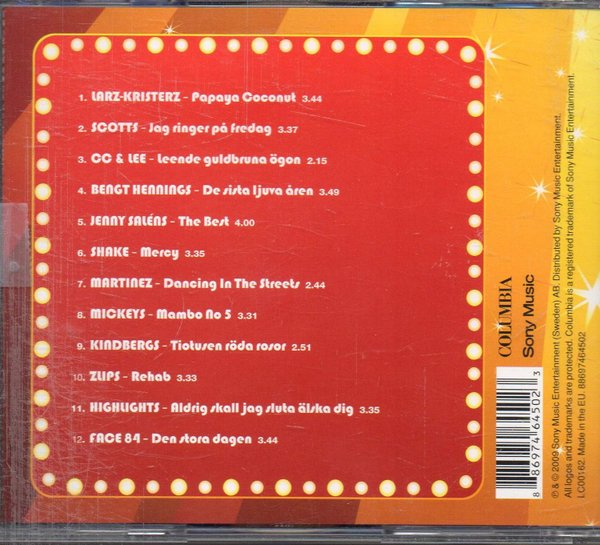 1. LARZ-KRISTERZ - Papaya Coconut 3.44
2. SCOTTS - Jag ringer på fredag 3.37
3. CC & LEE - Leende guldbruna ögon 2.15
4. BENGT HENNINGS - De sista ljuva åren 3.49
5. JENNY SALÉNS - The Best 4.00
6. SHAKE - Mercy 3.35
7. MARTINEZ - Dancing In The Streets 2.44
8. MICKEYS - Mambo No 5 3.31
9. KINDBERGS - Tiotusen röda rosor 2.51
10. ZLIPS - Rehab 3.33
11. HIGHLIGHTS - Aldrig skall jag sluta älska dig 3.35
12. FACE 84 - Den stora dagen 3.44
COLUMBIA
Sony Music
8 86974 64502 3
℗ & © 2009 Sony Music Entertainment (Sweden) AB. Distributed by Sony Music Entertainment.
All logos and trademarks are protected. Columbia is a registered trademark of Sony Music Entertainment.
LC00162. Made in the EU. 88697464502